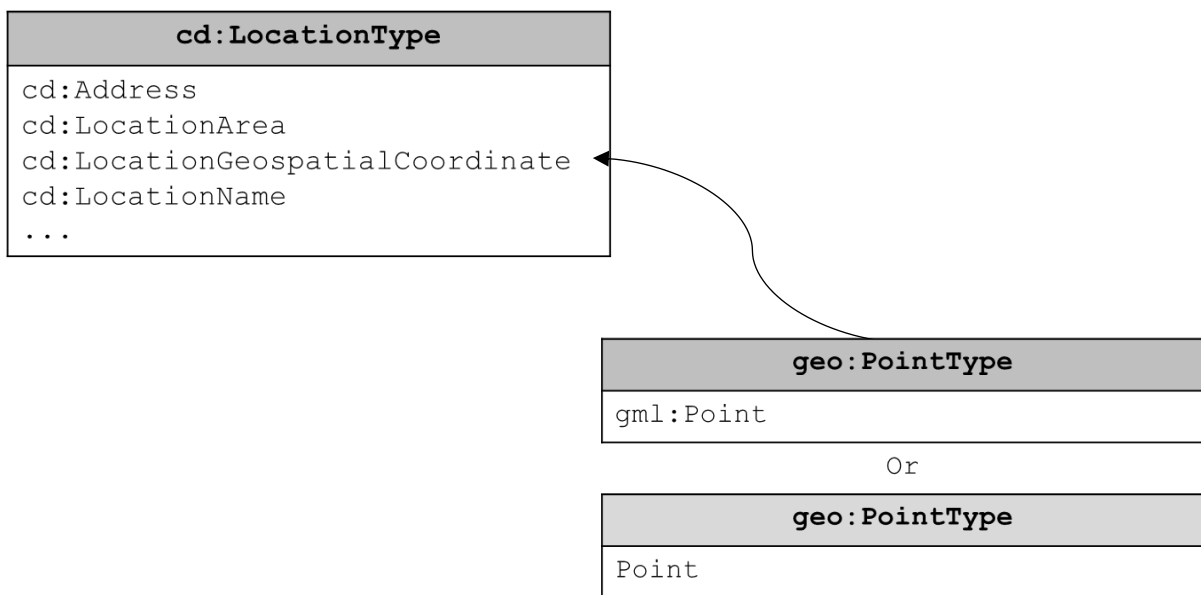 cd:LocationType
cd:Address
cd:LocationArea
cd:LocationGeospatialCoordinate
cd:LocationName
...
geo:PointType
gml:Point
Or
geo:PointType
Point